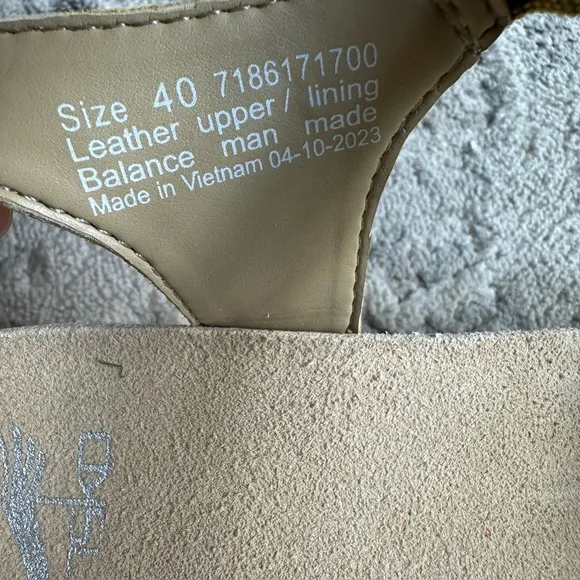 Size 40 7186171700
Leather upper/ lining
Balance man made
Made in Vietnam 04-10-2023